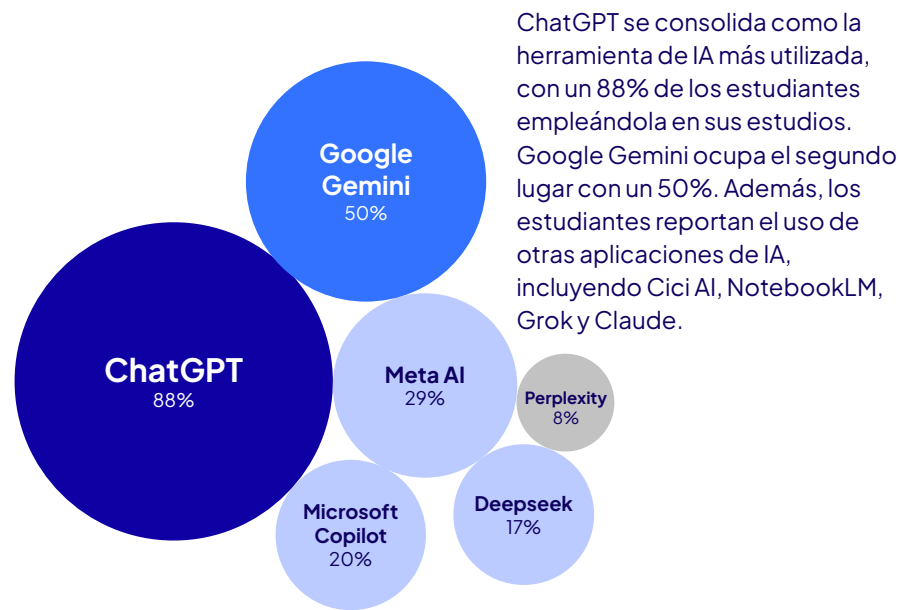 ChatGPT se consolida como la
herramienta de IA más utilizada,
con un 88% de los estudiantes
empleándola en sus estudios.
Google Gemini ocupa el segundo
lugar con un 50%. Además, los
estudiantes reportan el uso de
otras aplicaciones de IA,
incluyendo Cici AI, NotebookLM,
Grok y Claude.
Google
Gemini
50%
ChatGPT
88%
Meta AI
29%
Perplexity
8%
Microsoft
Copilot
20%
Deepseek
17%